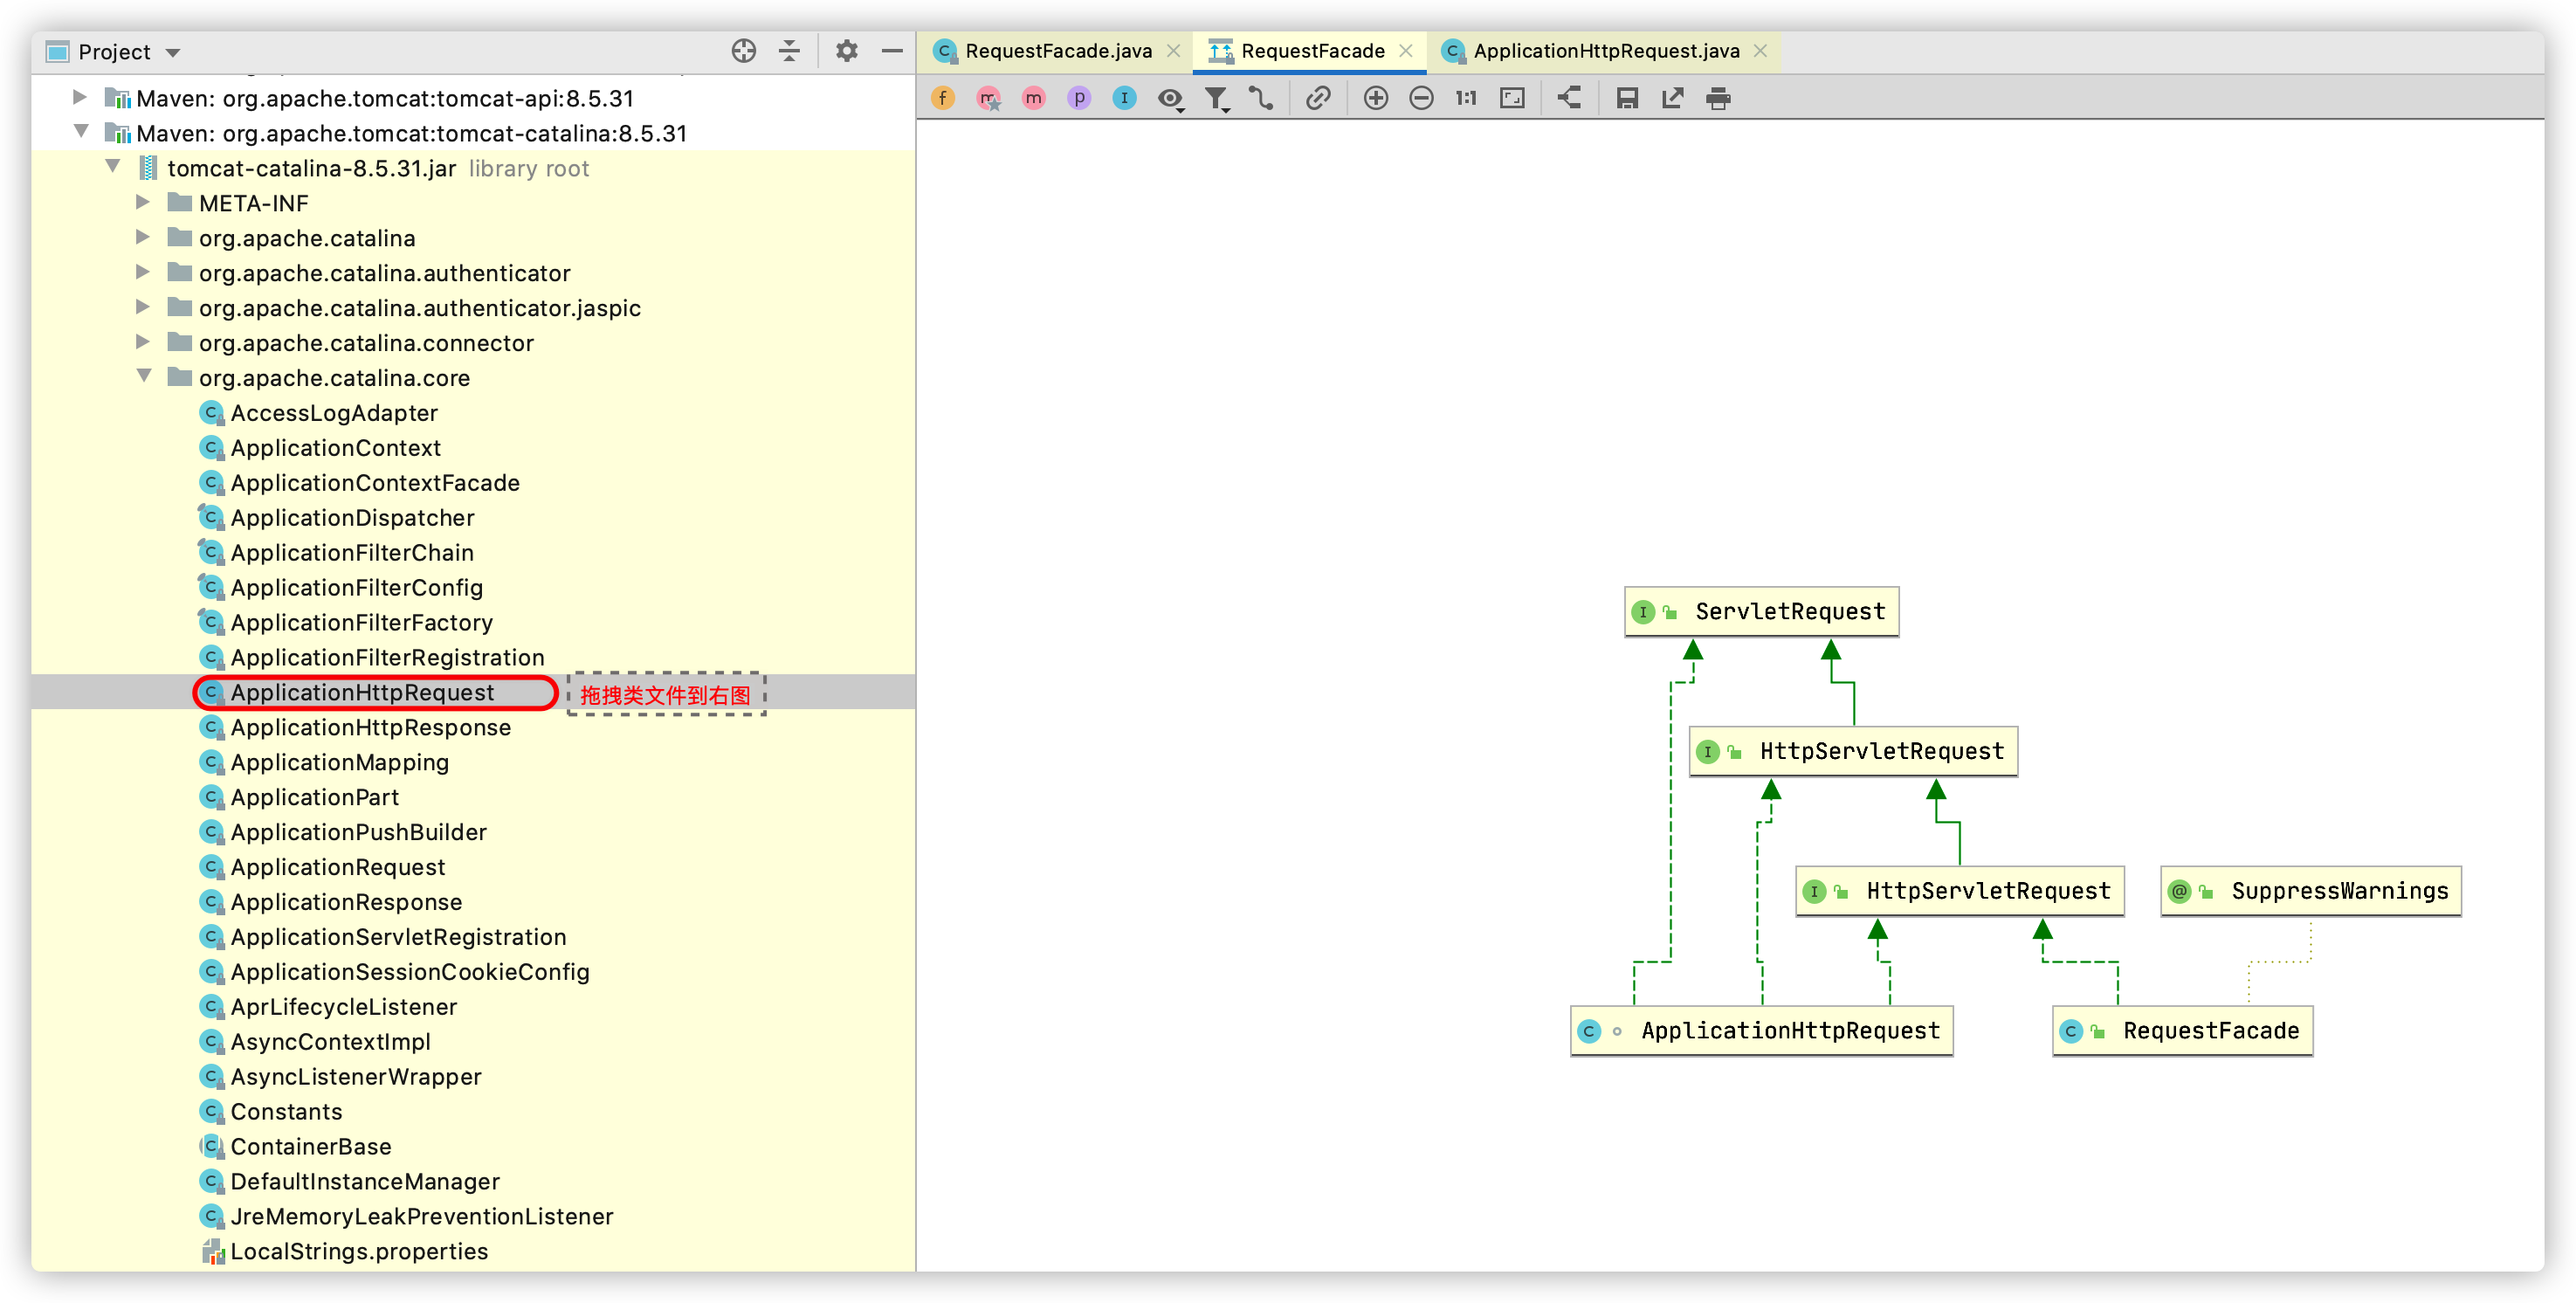 Project
Maven: org.apache.tomcat:tomcat-api:8.5.31
Maven: org.apache.tomcat:tomcat-catalina:8.5.31
tomcat-catalina-8.5.31.jar library root
META-INF
org.apache.catalina
org.apache.catalina.authenticator
org.apache.catalina.authenticator.jaspic
org.apache.catalina.connector
org.apache.catalina.core
AccessLogAdapter
ApplicationContext
ApplicationContextFacade
ApplicationDispatcher
ApplicationFilterChain
ApplicationFilterConfig
ApplicationFilterFactory
ApplicationFilterRegistration
ApplicationHttpRequest 拖拽类文件到右图
ApplicationHttpResponse
ApplicationMapping
ApplicationPart
ApplicationPushBuilder
ApplicationRequest
ApplicationResponse
ApplicationServletRegistration
ApplicationSessionCookieConfig
AprLifecycleListener
AsyncContextImpl
AsyncListenerWrapper
Constants
ContainerBase
DefaultInstanceManager
JreMemoryLeakPreventionListener
LocalStrings.properties
RequestFacade.java RequestFacade ApplicationHttpRequest.java
f m m p I 1:1
I ServletRequest
I HttpServletRequest
I HttpServletRequest @ SuppressWarnings
C ApplicationHttpRequest C RequestFacade